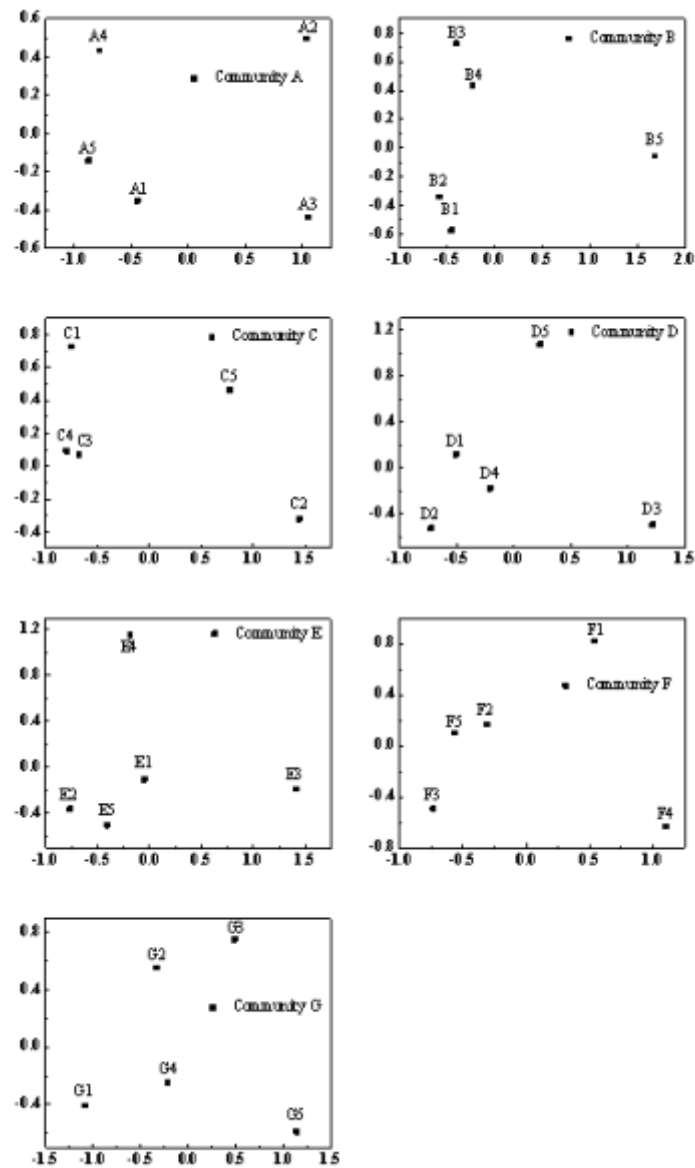 0.6
0.4
0.2
0.0
-0.2
-0.4
-0.6
A4
A2
Community A
A5
A1
A3
-1.0 -0.5 0.0 0.5 1.0
0.8
0.6
0.4
0.2
0.0
-0.2
-0.4
-0.6
B3
Community B
B4
B5
B2
B1
-1.0 -0.5 0.0 0.5 1.0 1.5 2.0
0.8
0.6
0.4
0.2
0.0
-0.2
-0.4
C1
Community C
C5
C4
C3
C2
-1.0 -0.5 0.0 0.5 1.0 1.5
1.2
0.8
0.4
0.0
-0.4
D5
Community D
D1
D4
D2
D3
-1.0 -0.5 0.0 0.5 1.0 1.5
1.2
0.8
0.4
0.0
-0.4
Community E
E4
E1
E3
E2
E5
-1.0 -0.5 0.0 0.5 1.0 1.5
0.8
0.4
0.0
-0.4
-0.8
F1
Community F
F2
F5
F3
F4
-1.0 -0.5 0.0 0.5 1.0
0.8
0.4
0.0
-0.4
G3
G2
Community G
G4
G1
G5
-1.5 -1.0 -0.5 0.0 0.5 1.0 1.5